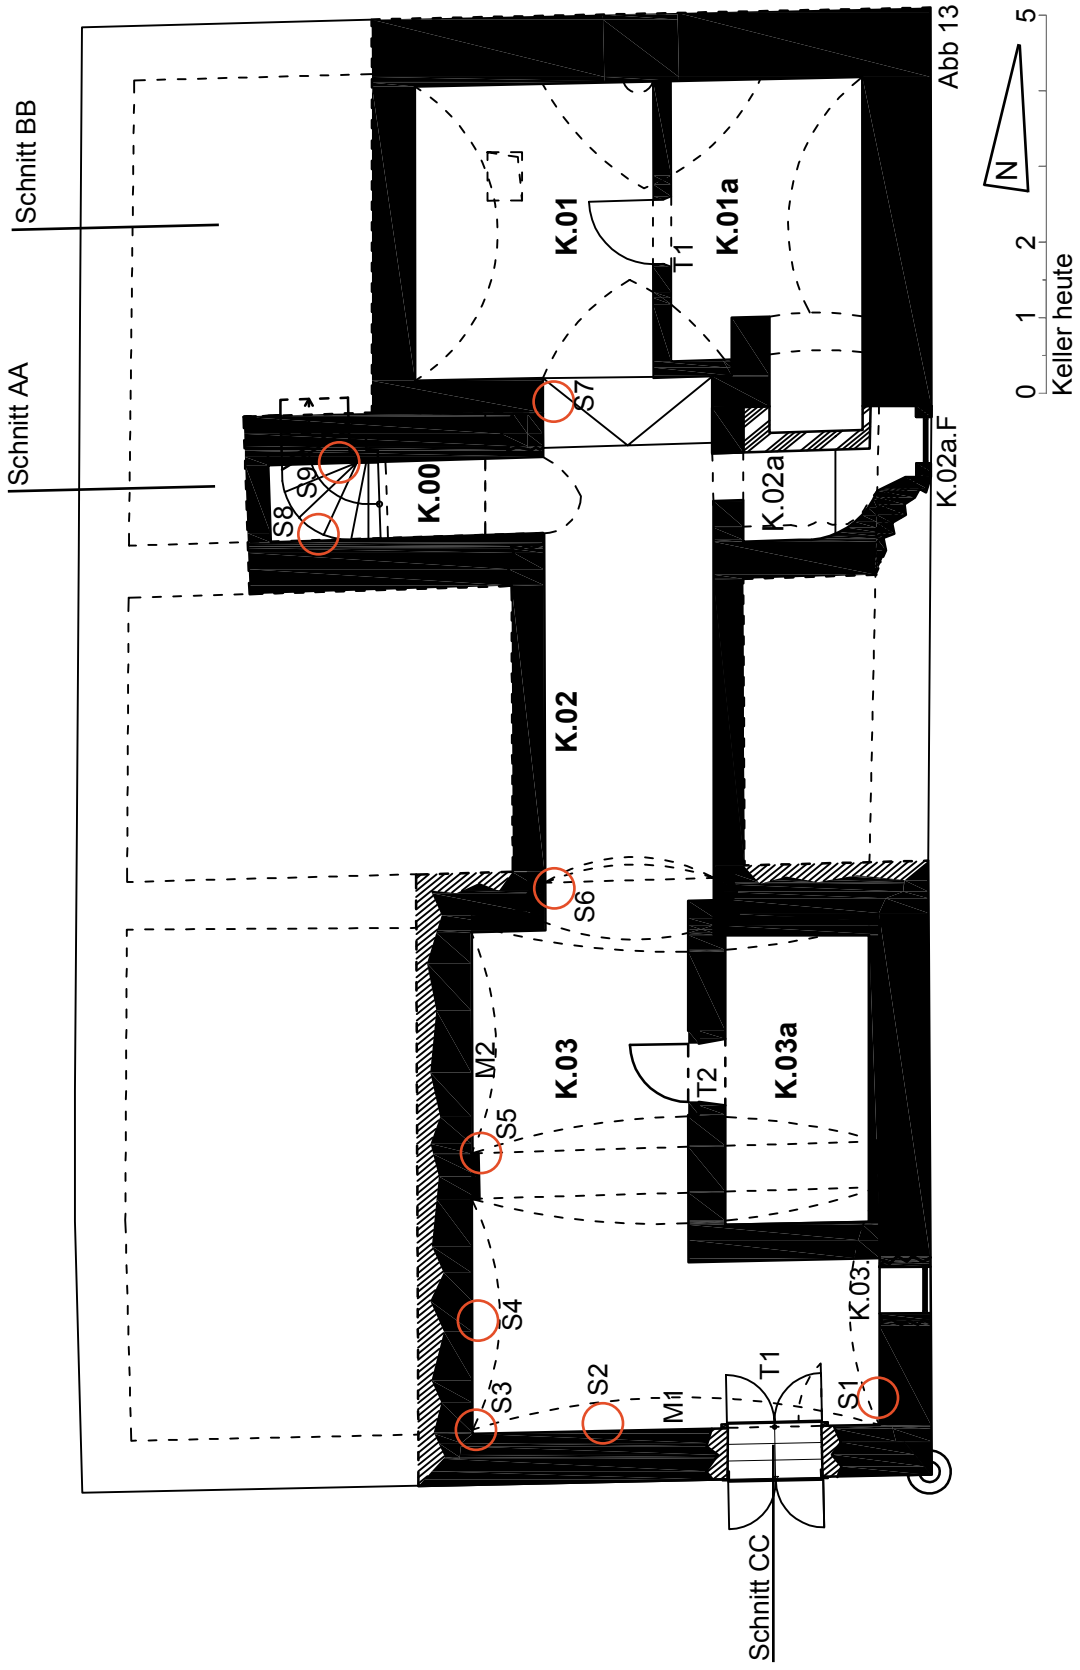 Schnitt BB
Schnitt AA
Schnitt CC
K.01
K.01a
T1
S7
K.00
S8
S9
K.02a
K.02a.F
K.02
S6
K.03
K.03a
M2
T2
S5
S4
S3
S2
M1
T1
S1
K.03.
Abb 13
N
0 1 2 5
Keller heute